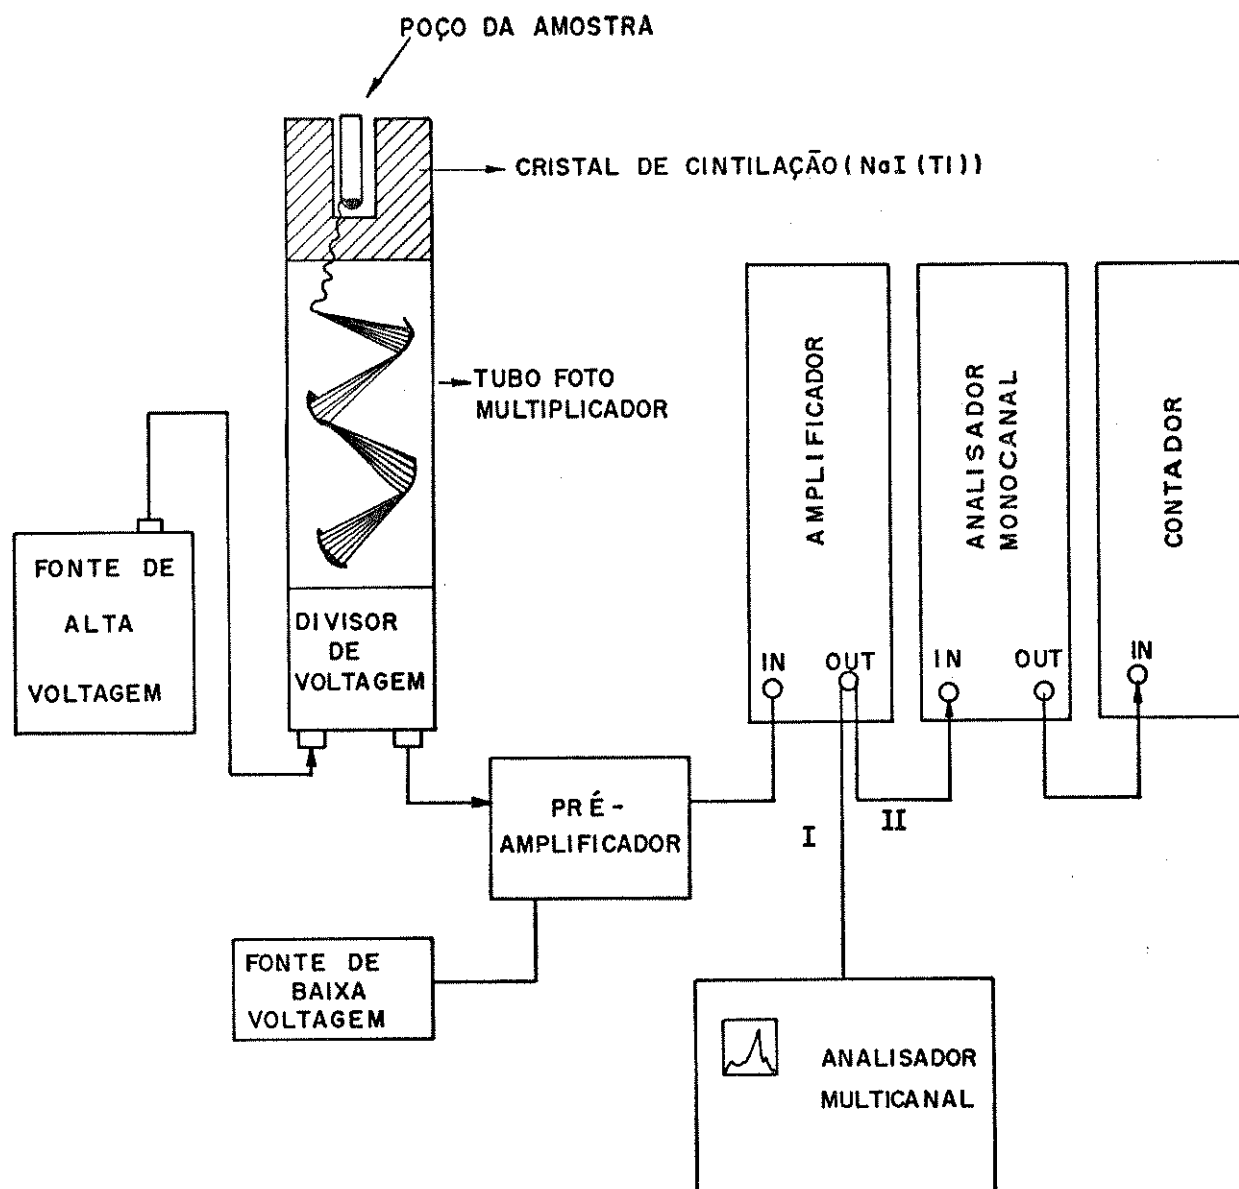 POÇO DA AMOSTRA
CRISTAL DE CINTILAÇÃO(NaI(Tl))
TUBO FOTO
MULTIPLICADOR
FONTE DE
ALTA
VOLTAGEM
DIVISOR
DE
VOLTAGEM
PRÉ-
AMPLIFICADOR
FONTE DE
BAIXA
VOLTAGEM
AMPLIFICADOR
IN OUT
ANALISADOR
MONOCANAL
IN OUT
CONTADOR
IN
I
II
ANALISADOR
MULTICANAL